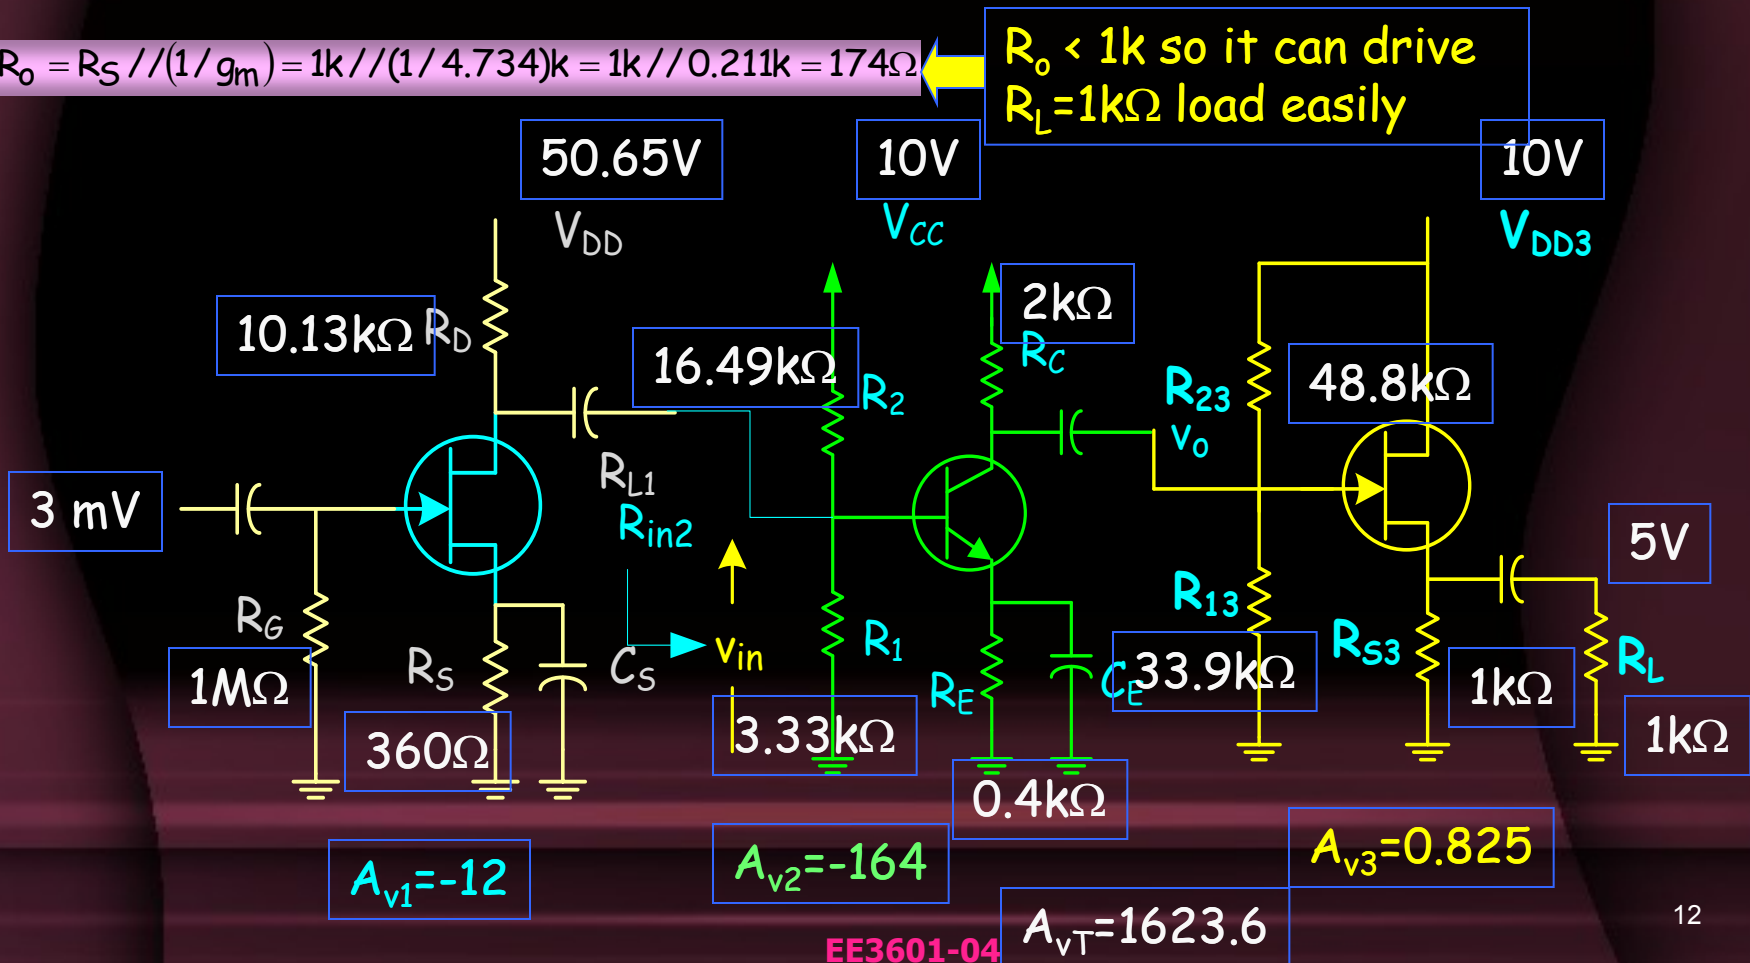 Ro = RS //(1/gm) = 1k//(1/4.734)k = 1k//0.211k = 174Ω
Ro < 1k so it can drive
RL=1kΩ load easily
50.65V
10V
10V
VDD
VCC
VDD3
10.13kΩ
RD
2kΩ
RC
16.49kΩ
R2
48.8kΩ
R23
vo
3 mV
RL1
Rin2
5V
RG
R13
R1
RS3
RL
RS
CS
vin
RE
CE
33.9kΩ
1MΩ
1kΩ
360Ω
3.33kΩ
1kΩ
0.4kΩ
Av1=-12
Av2=-164
Av3=0.825
AvT=1623.6
12
EE3601-04